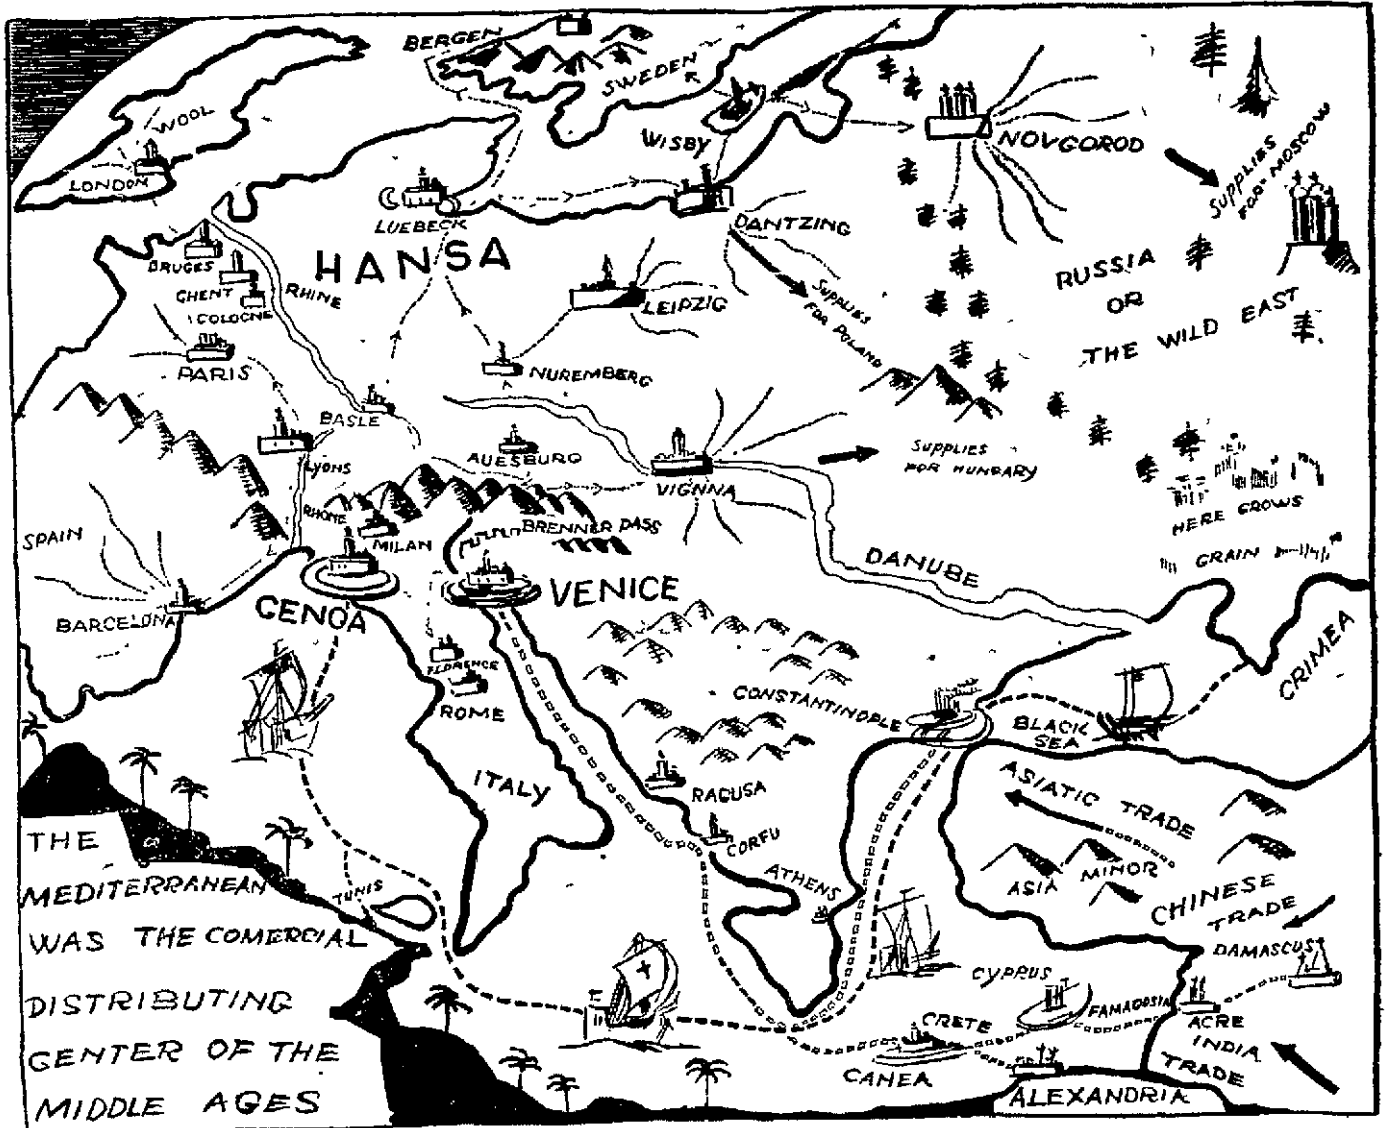 BERGEN
SWEDEN
WOOL
WISBY
NOVGOROD
SUPPLIES
FOR MOSCOW
LONDON
LUEBECK
DANTZING
HANSA
BRUGES
GHENT
RHINE
COLOGNE
LEIPZIG
SUPPLIES
FOR POLAND
RUSSIA
OR
THE WILD EAST
PARIS
NUREMBERG
BASLE
LYONS
AUESBURG
VIGNNA
SUPPLIES
FOR HUNGARY
HERE GROWS
GRAIN
SPAIN
RHONE
MILAN
BRENNER PASS
DANUBE
BARCELONA
GENOA
VENICE
CRIMEA
FLORENCE
ROME
CONSTANTINOPLE
BLACK
SEA
ITALY
RAGUSA
CORFU
ASIATIC TRADE
ASIA MINOR
ATHENS
CHINESE
TRADE
DAMASCUS
TUNIS
CYPRUS
FAMAGOSTA
ACRE
CRETE
CANEA
INDIA
TRADE
ALEXANDRIA
THE
MEDITERRANEAN
WAS THE COMERCIAL
DISTRIBUTING
CENTER OF THE
MIDDLE AGES